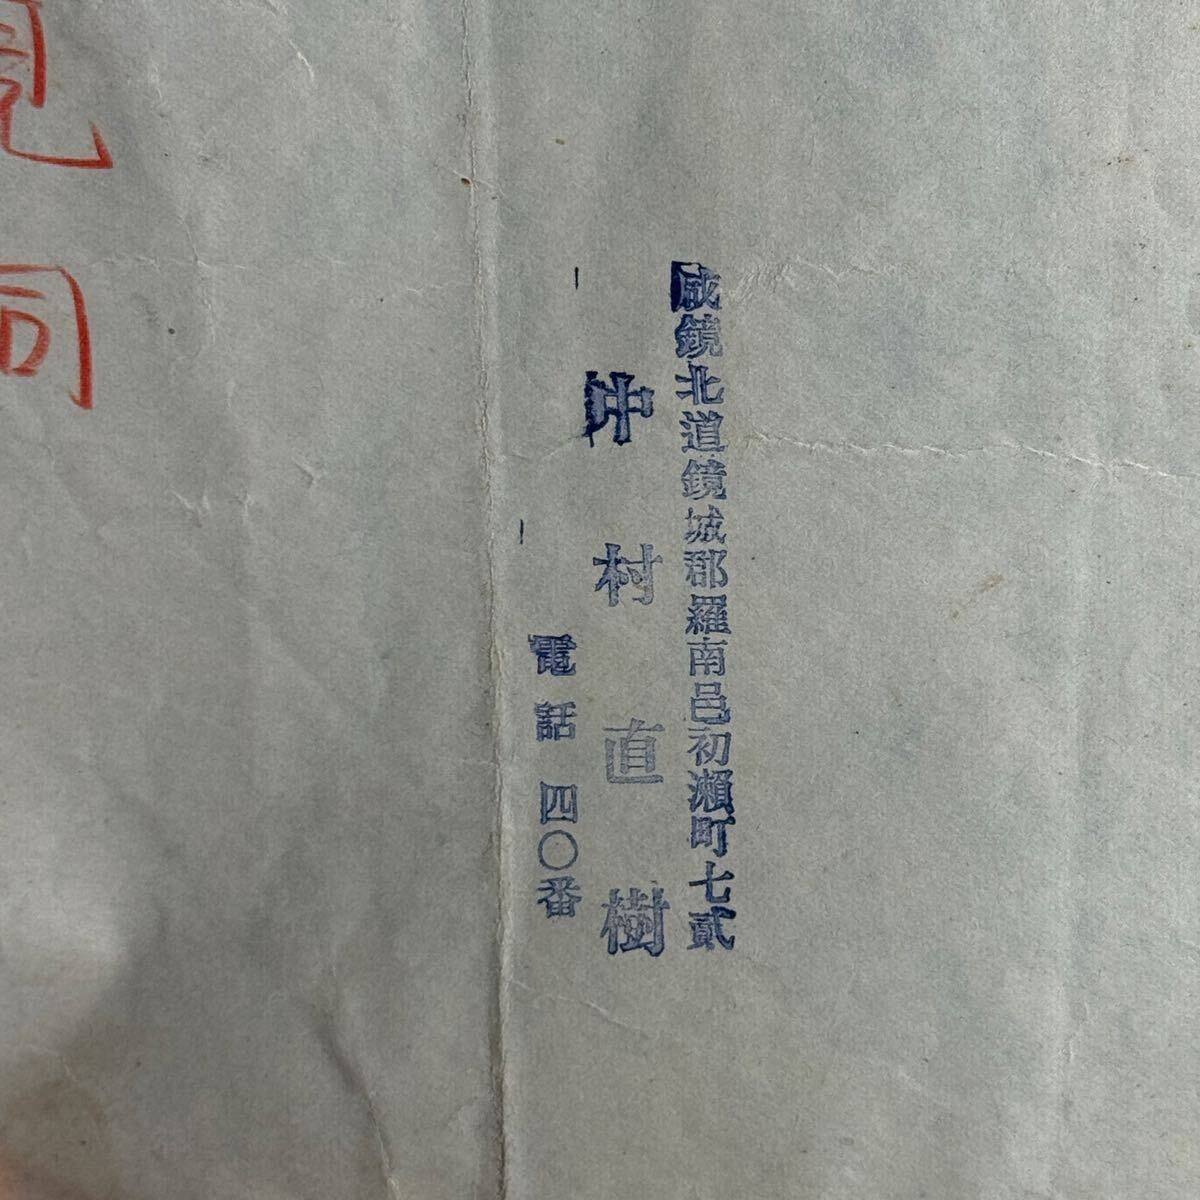 咸鏡北道鏡城郡羅南邑初瀨町七貳
中村直樹
電話四〇番